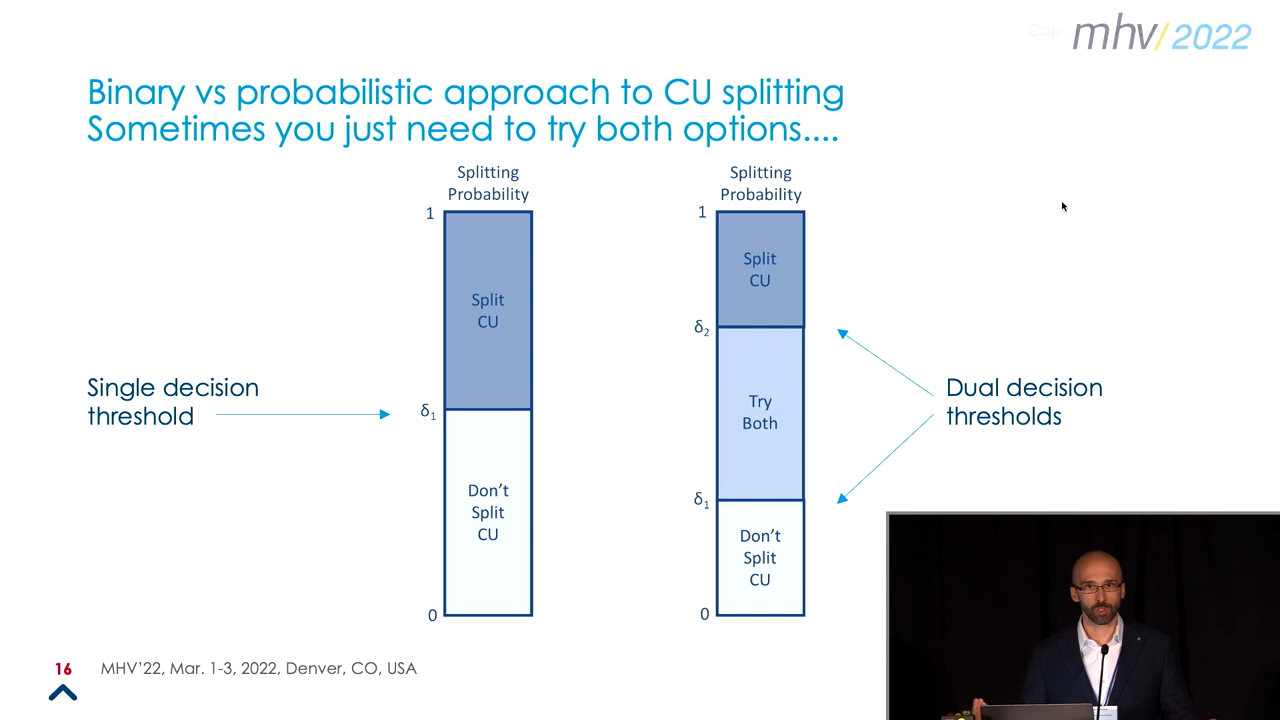 Cop
mhv/2022
Binary vs probabilistic approach to CU splitting
Sometimes you just need to try both options....
Splitting
Probability
1
Split
CU
δ1
Don't
Split
CU
0
Single decision
threshold
Splitting
Probability
1
Split
CU
δ2
Try
Both
δ1
Don't
Split
CU
0
Dual decision
thresholds
16 MHV'22, Mar. 1-3, 2022, Denver, CO, USA